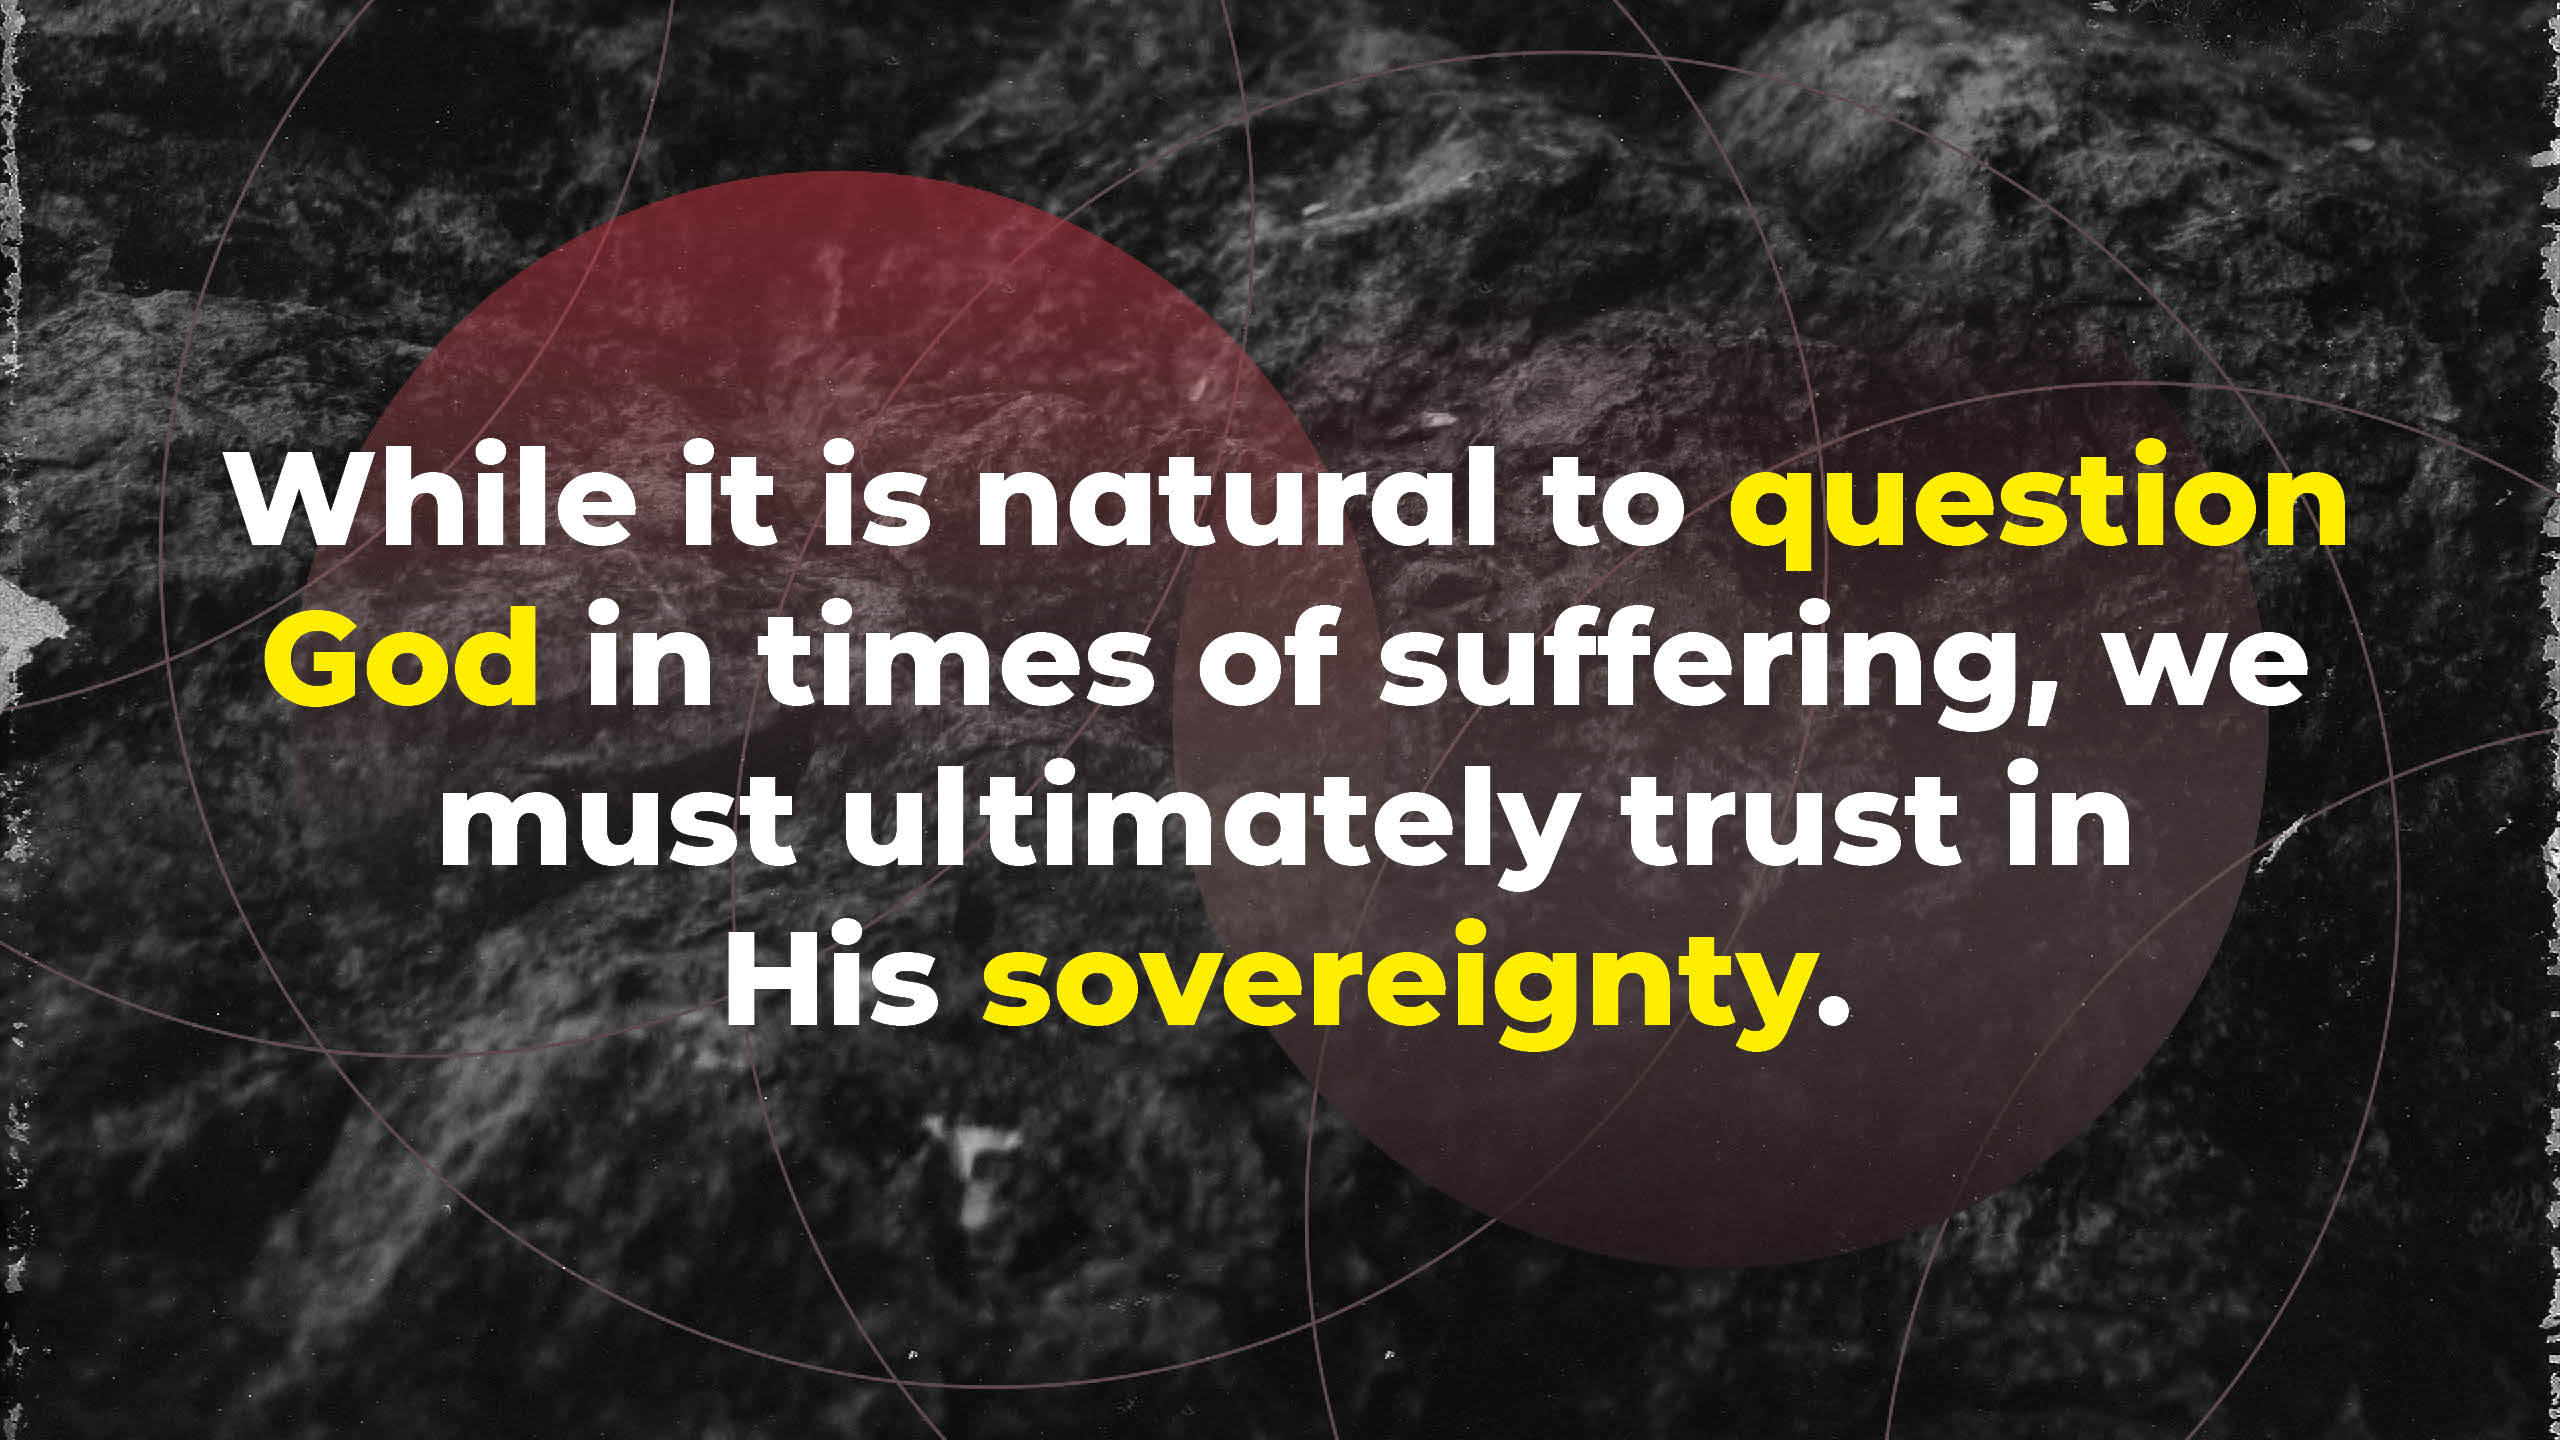 While it is natural to question
God in times of suffering, we
must ultimately trust in
His sovereignty.